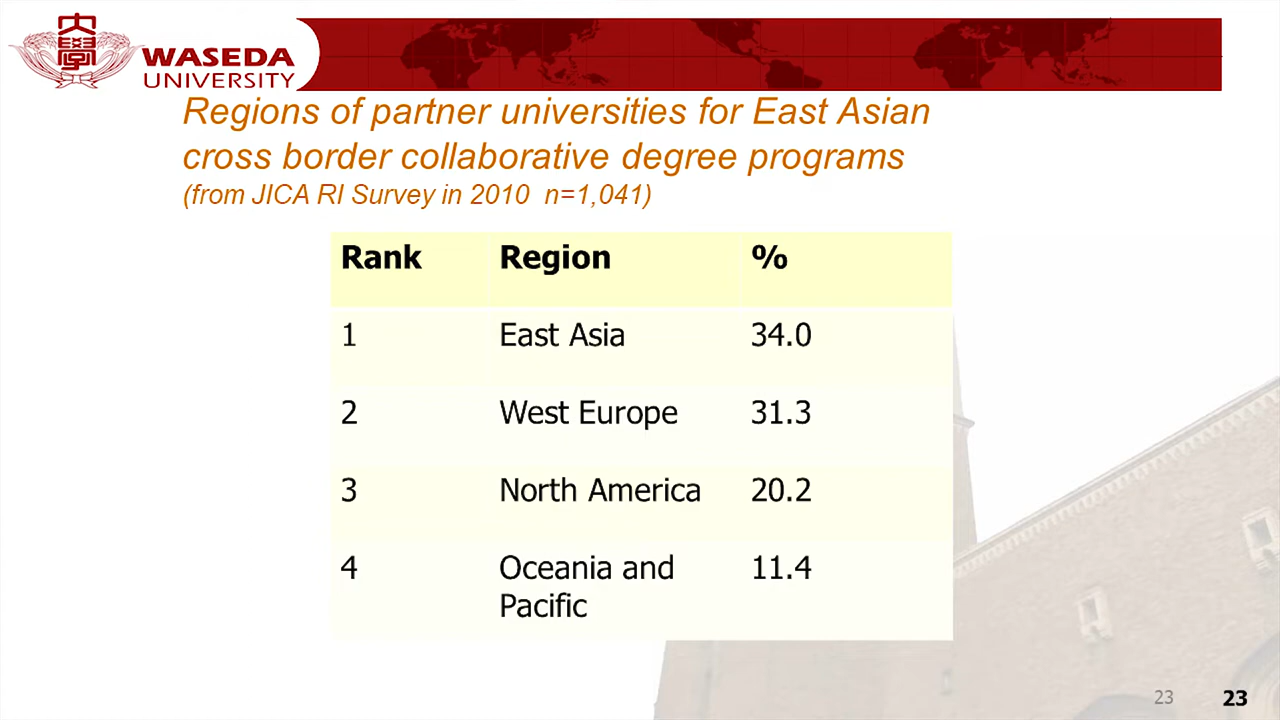 大
學
WASEDA
UNIVERSITY
Regions of partner universities for East Asian
cross border collaborative degree programs
(from JICA RI Survey in 2010 n=1,041)
Rank Region %
1 East Asia 34.0
2 West Europe 31.3
3 North America 20.2
4 Oceania and 11.4
Pacific
23 23